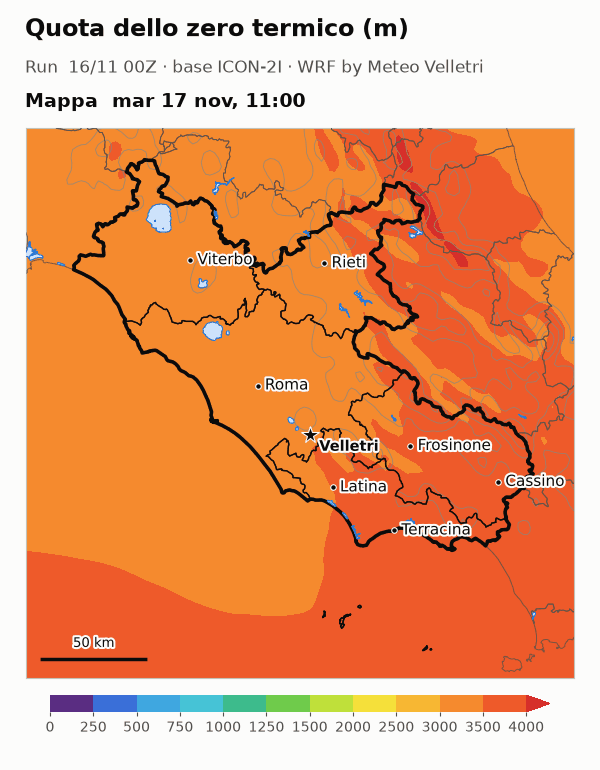 Quota dello zero termico (m)
Run  16/11 00Z · base ICON-2I · WRF by Meteo Velletri
Mappa  mar 17 nov, 11:00
Viterbo
Rieti
Roma
Velletri
Frosinone
Latina
Cassino
Terracina
50 km
0 250 500 750 1000 1250 1500 2000 2500 3000 3500 4000